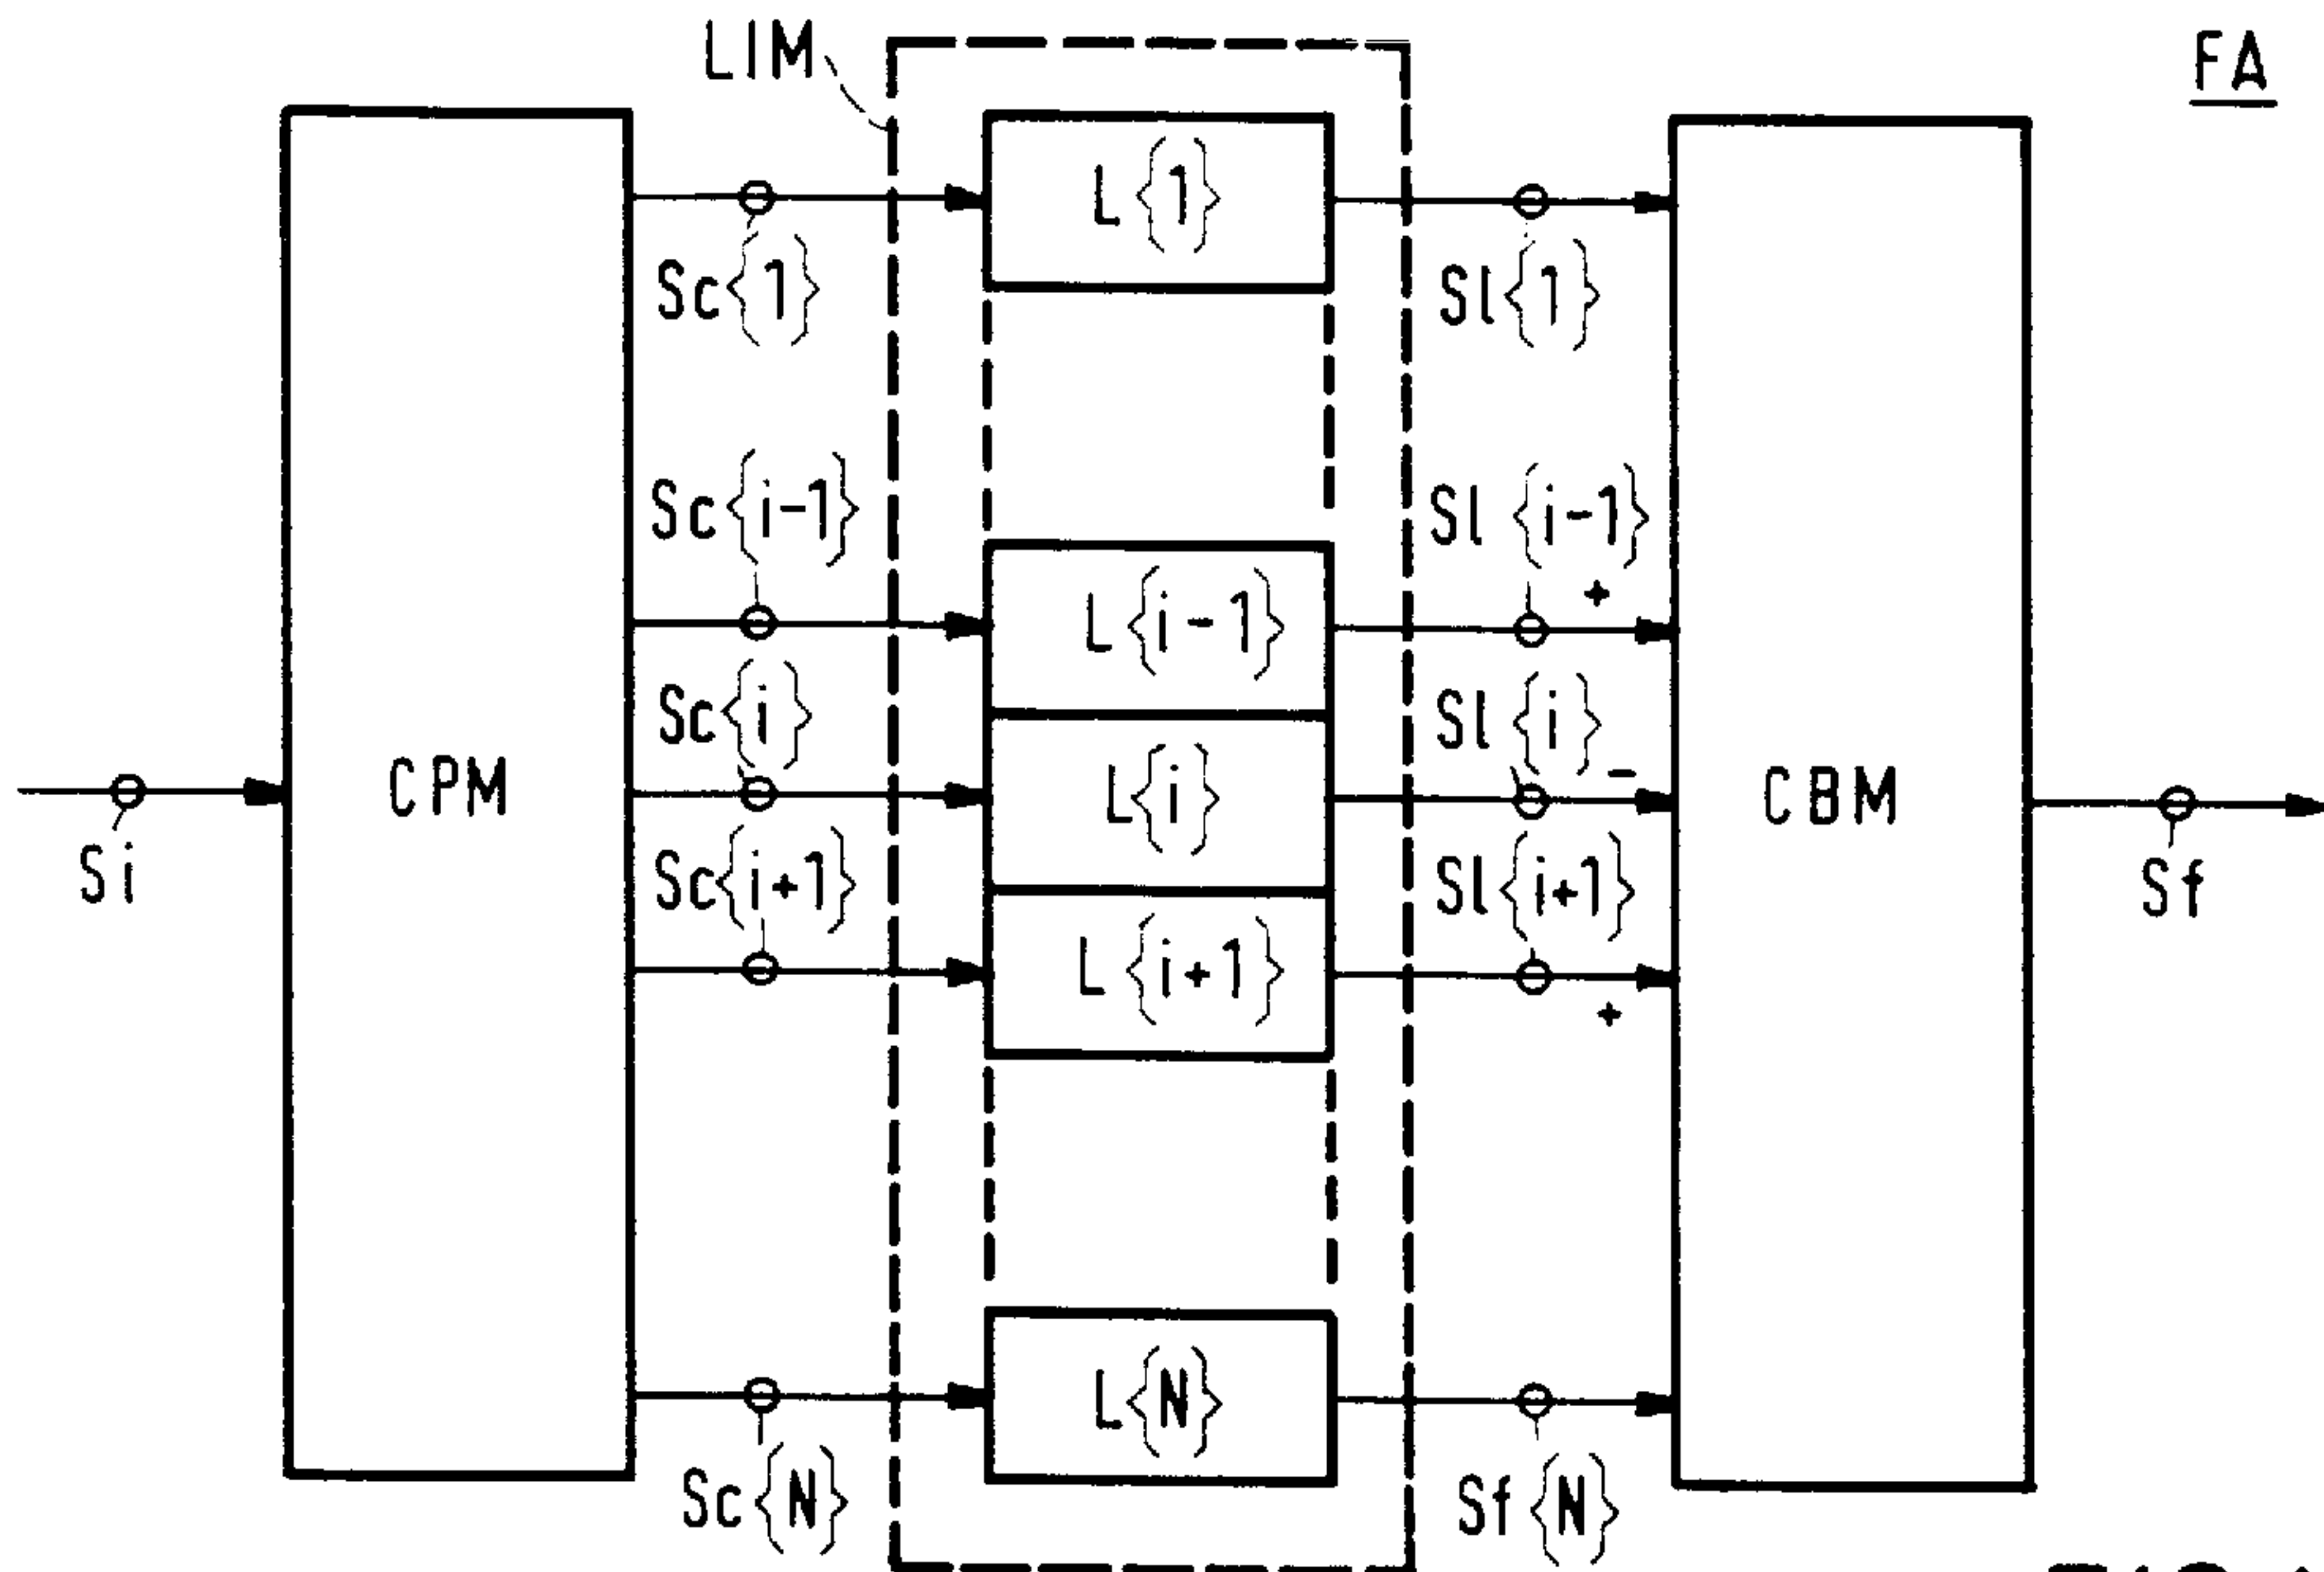 LIM
FA
L{1}
Sc{1}
Sl{1}
Sc{i-1}
Sl {i-1}
+
L{i-1}
Sc{i}
Sl {i}
-
CPM
L{i}
CBM
Si
Sc{i+1}
Sl{i+1}
Sf
L{i+1}
+
L{N}
Sc{N}
Sf{N}